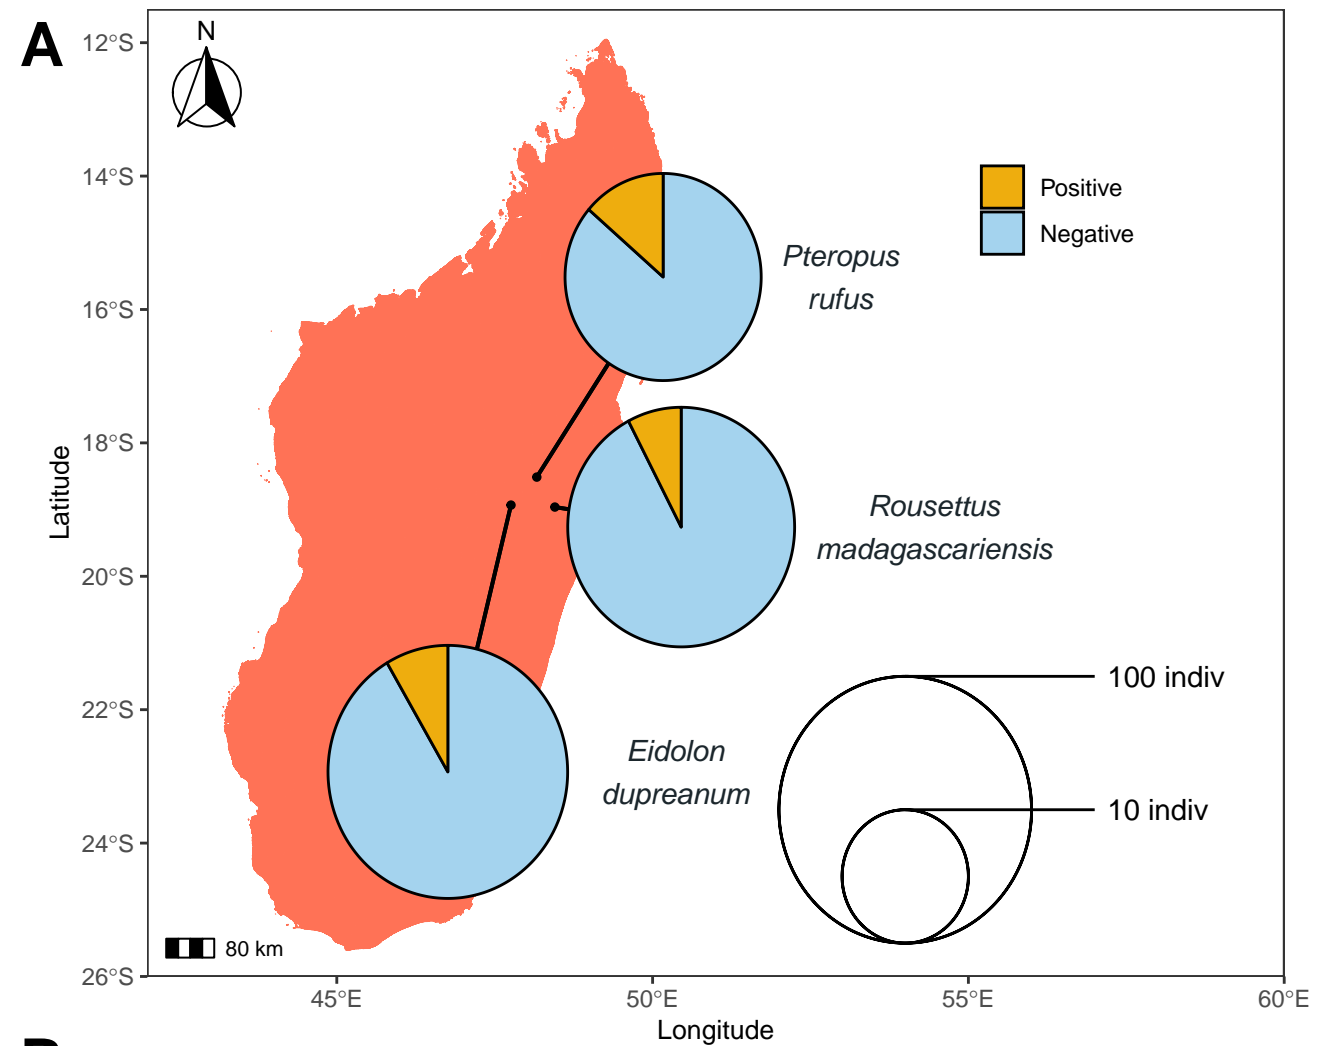 A
N
12°S
14°S
16°S
18°S
20°S
22°S
24°S
26°S
Latitude
Positive
Negative
Pteropus
rufus
Rousettus
madagascariensis
Eidolon
dupreanum
100 indiv
10 indiv
80 km
45°E
50°E
55°E
60°E
Longitude